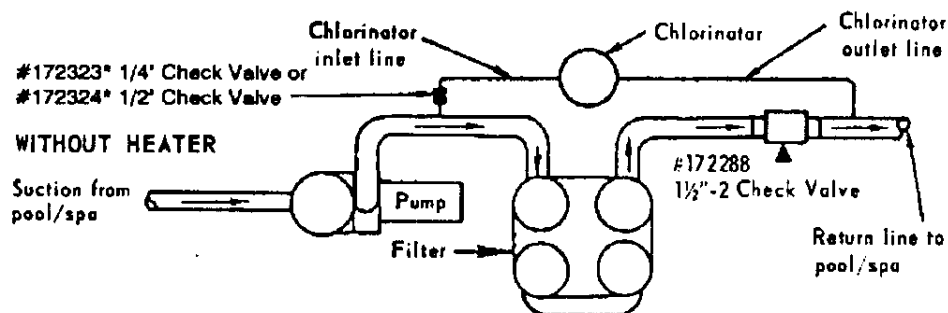 Chlorinator
inlet line
Chlorinator
Chlorinator
outlet line
#172323* 1/4' Check Valve or
#172324* 1/2' Check Valve
WITHOUT HEATER
Suction from
pool/spa
Pump
Filter
#172288
1½"-2 Check Valve
Return line to
pool/spa